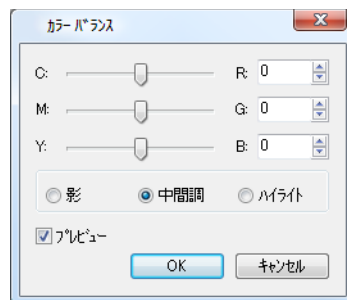 カラー バランス
C: R: 0
M: G: 0
Y: B: 0
影 中間調 ハイライト
プレビュー
OK キャンセル